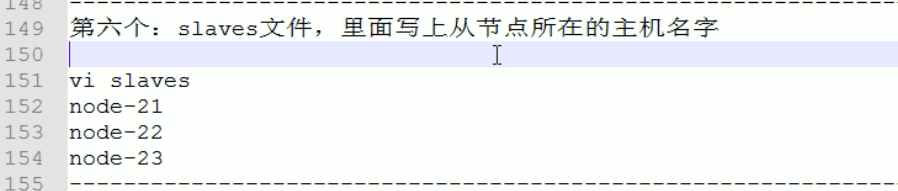 148 --------------------------------------------------------------
149 第六个：slaves文件，里面写上从节点所在的主机名字
150
151 vi slaves
152 node-21
153 node-22
154 node-23
155 --------------------------------------------------------------